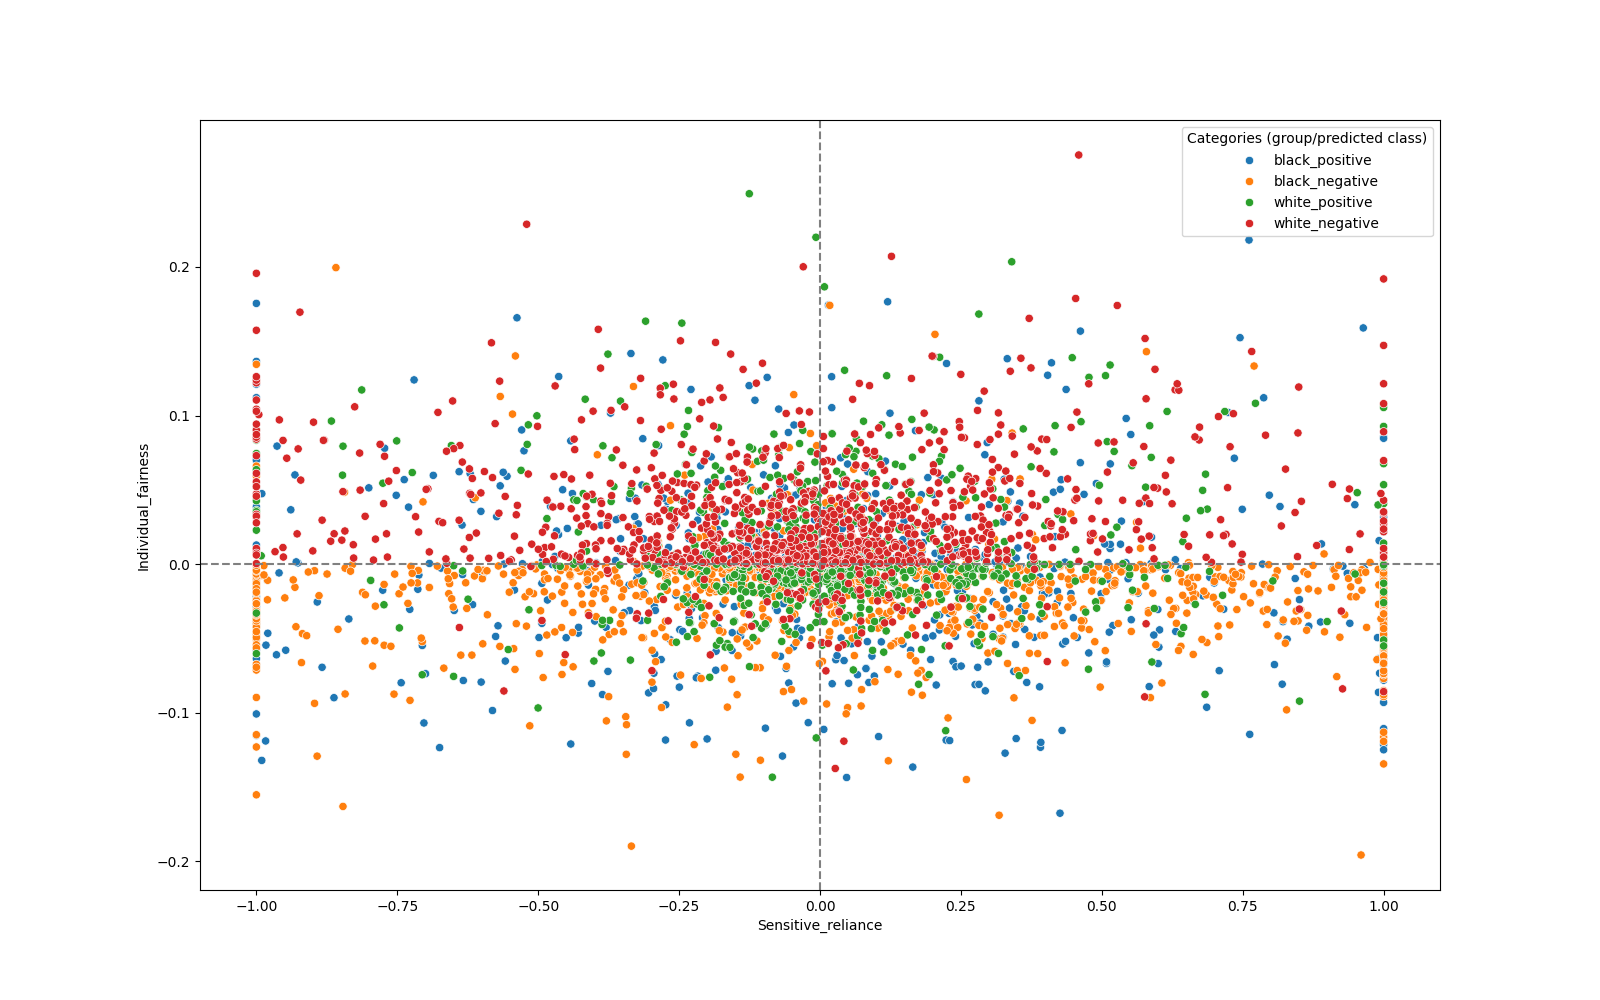 Categories (group/predicted class)
black_positive
black_negative
white_positive
white_negative
0.2
0.1
0.0
−0.1
−0.2
Individual_fairness
−1.00
−0.75
−0.50
−0.25
0.00
0.25
0.50
0.75
1.00
Sensitive_reliance